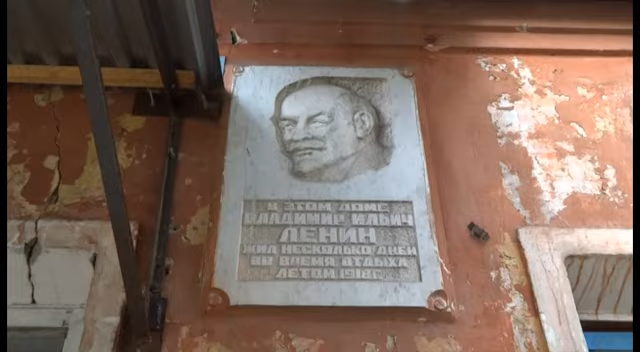 В ЭТОМ ДОМЕ
ВЛАДИМИР ИЛЬИЧ
ЛЕНИН
ЖИЛ НЕСКОЛЬКО ДНЕЙ
ВО ВРЕМЯ ОТДЫХА
ЛЕТОМ